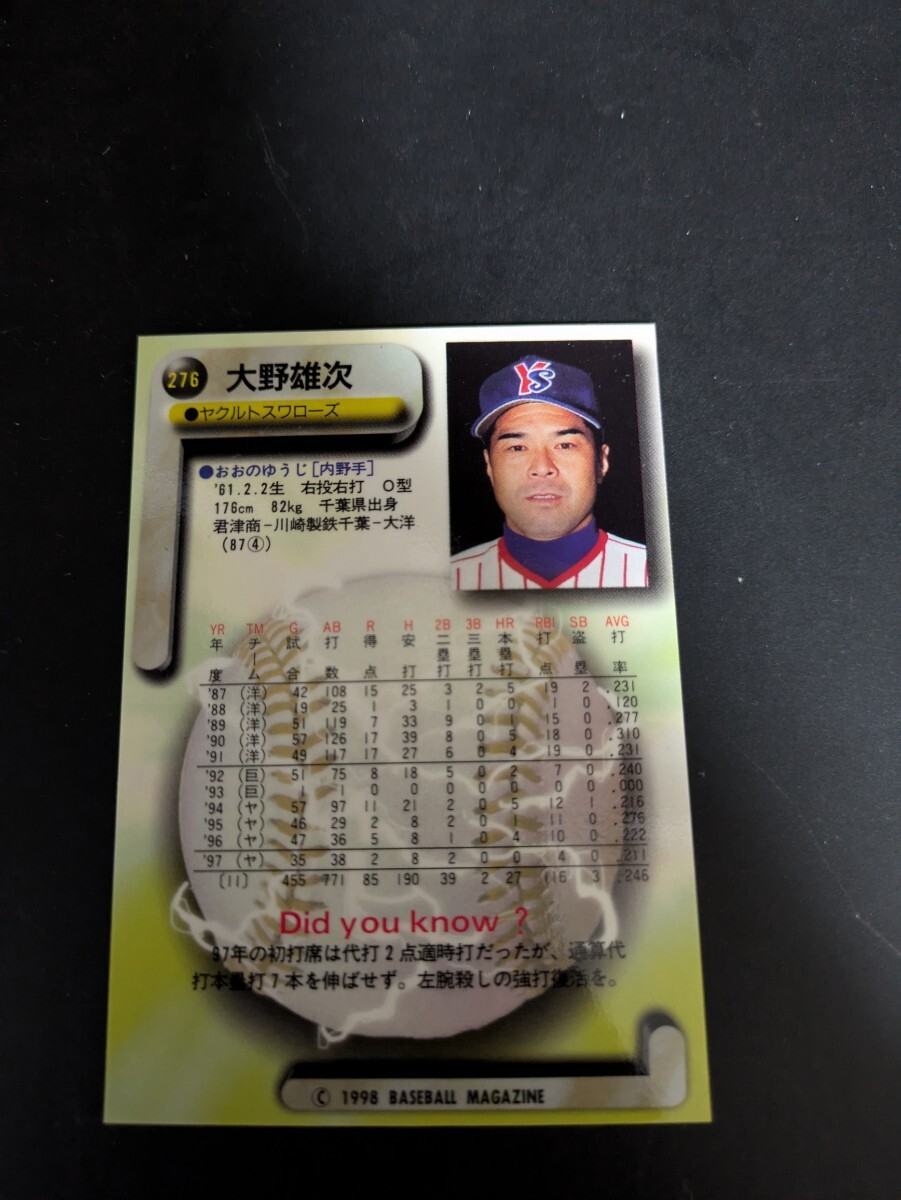 276 大野雄次
●ヤクルトスワローズ
YS
●おおのゆうじ[内野手]
'61.2.2生 右投右打 O型
176cm 82kg 千葉県出身
君津商−川崎製鉄千葉−大洋
(87④)
YR TM G AB R H 2B 3B HR RBI SB AVG
年度 チーム 試合 打数 得点 安打 二塁打 三塁打 本塁打 打点 盗塁 打率
'87 (洋) 42 108 15 25 3 2 5 19 2 .231
'88 (洋) 19 25 1 3 1 0 0 1 0 .120
'89 (洋) 51 119 7 33 9 0 1 15 0 .277
'90 (洋) 57 126 17 39 8 0 5 18 0 .310
'91 (洋) 49 117 17 27 6 0 4 19 0 .231
'92 (巨) 51 75 8 18 5 0 2 7 0 .240
'93 (巨) 1 1 0 0 0 0 0 0 0 .000
'94 (ヤ) 57 97 11 21 2 0 5 12 1 .216
'95 (ヤ) 46 29 2 8 2 0 1 11 0 .276
'96 (ヤ) 47 36 5 8 1 0 4 10 0 .222
'97 (ヤ) 35 38 2 8 2 0 0 4 0 .211
(11) 455 771 85 190 39 2 27 116 3 .246
Did you know ?
97年の初打席は代打2点適時打だったが、通算代
打本塁打7本を伸ばせず。左腕殺しの強打復活を。
© 1998 BASEBALL MAGAZINE